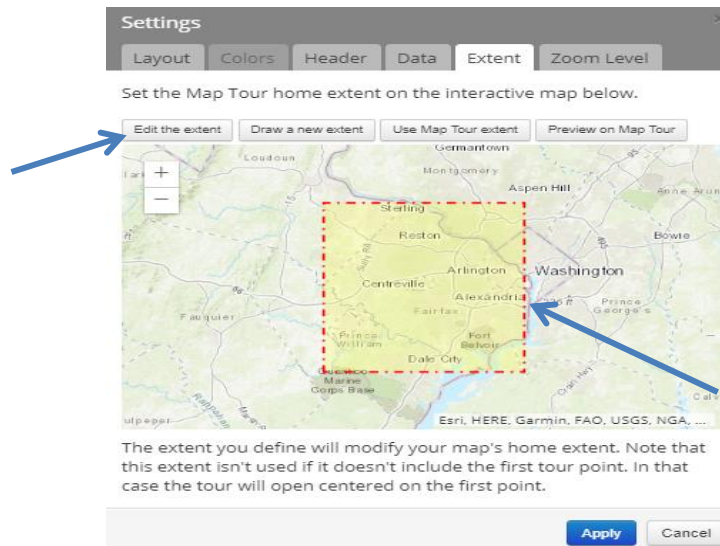 Settings
Layout Colors Header Data Extent Zoom Level
Set the Map Tour home extent on the interactive map below.
Edit the extent Draw a new extent Use Map Tour extent Preview on Map Tour
Germantown
Loudoun
Montgomery
+
Aspen Hill
−
Sterling
Reston
Bowie
Arlington Washington
Centreville
Alexandria
Fairfax
Prince George's
Fauquier
Prince William
Fort Belvoir
Dale City
Quantico Marine Corps Base
ulpeper
Esri, HERE, Garmin, FAO, USGS, NGA, ...
The extent you define will modify your map's home extent. Note that
this extent isn't used if it doesn't include the first tour point. In that
case the tour will open centered on the first point.
Apply Cancel